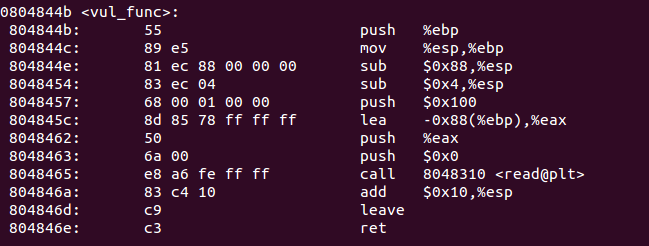 0804844b <vul_func>:
804844b: 55 push %ebp
804844c: 89 e5 mov %esp,%ebp
804844e: 81 ec 88 00 00 00 sub $0x88,%esp
8048454: 83 ec 04 sub $0x4,%esp
8048457: 68 00 01 00 00 push $0x100
804845c: 8d 85 78 ff ff ff lea -0x88(%ebp),%eax
8048462: 50 push %eax
8048463: 6a 00 push $0x0
8048465: e8 a6 fe ff ff call 8048310 <read@plt>
804846a: 83 c4 10 add $0x10,%esp
804846d: c9 leave
804846e: c3 ret